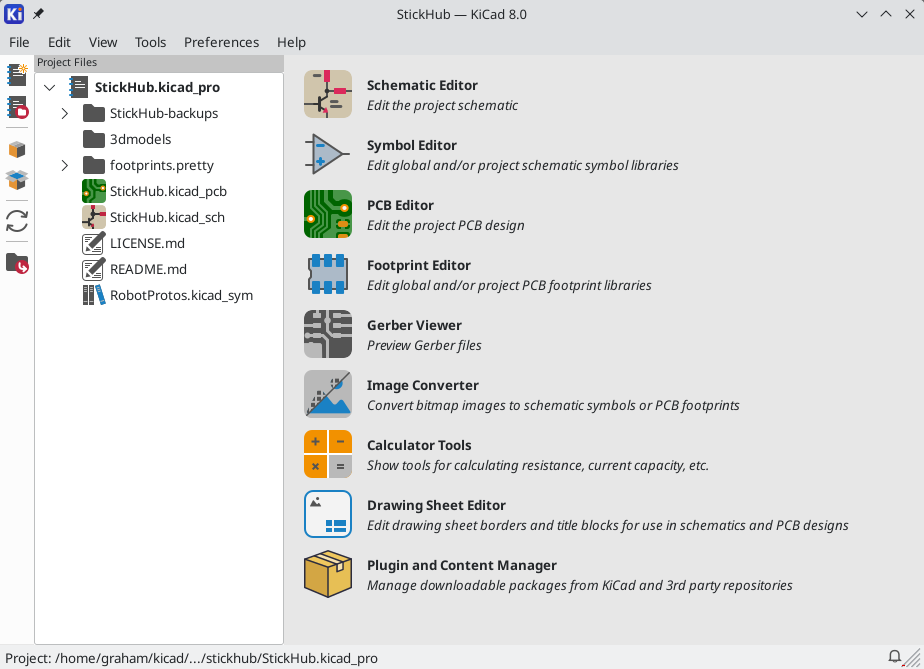 Ki
StickHub — KiCad 8.0
File Edit View Tools Preferences Help
Project Files
StickHub.kicad_pro
StickHub-backups
3dmodels
footprints.pretty
StickHub.kicad_pcb
StickHub.kicad_sch
LICENSE.md
README.md
RobotProtos.kicad_sym
Schematic Editor
Edit the project schematic
Symbol Editor
Edit global and/or project schematic symbol libraries
PCB Editor
Edit the project PCB design
Footprint Editor
Edit global and/or project PCB footprint libraries
Gerber Viewer
Preview Gerber files
Image Converter
Convert bitmap images to schematic symbols or PCB footprints
Calculator Tools
Show tools for calculating resistance, current capacity, etc.
Drawing Sheet Editor
Edit drawing sheet borders and title blocks for use in schematics and PCB designs
Plugin and Content Manager
Manage downloadable packages from KiCad and 3rd party repositories
Project: /home/graham/kicad/.../stickhub/StickHub.kicad_pro